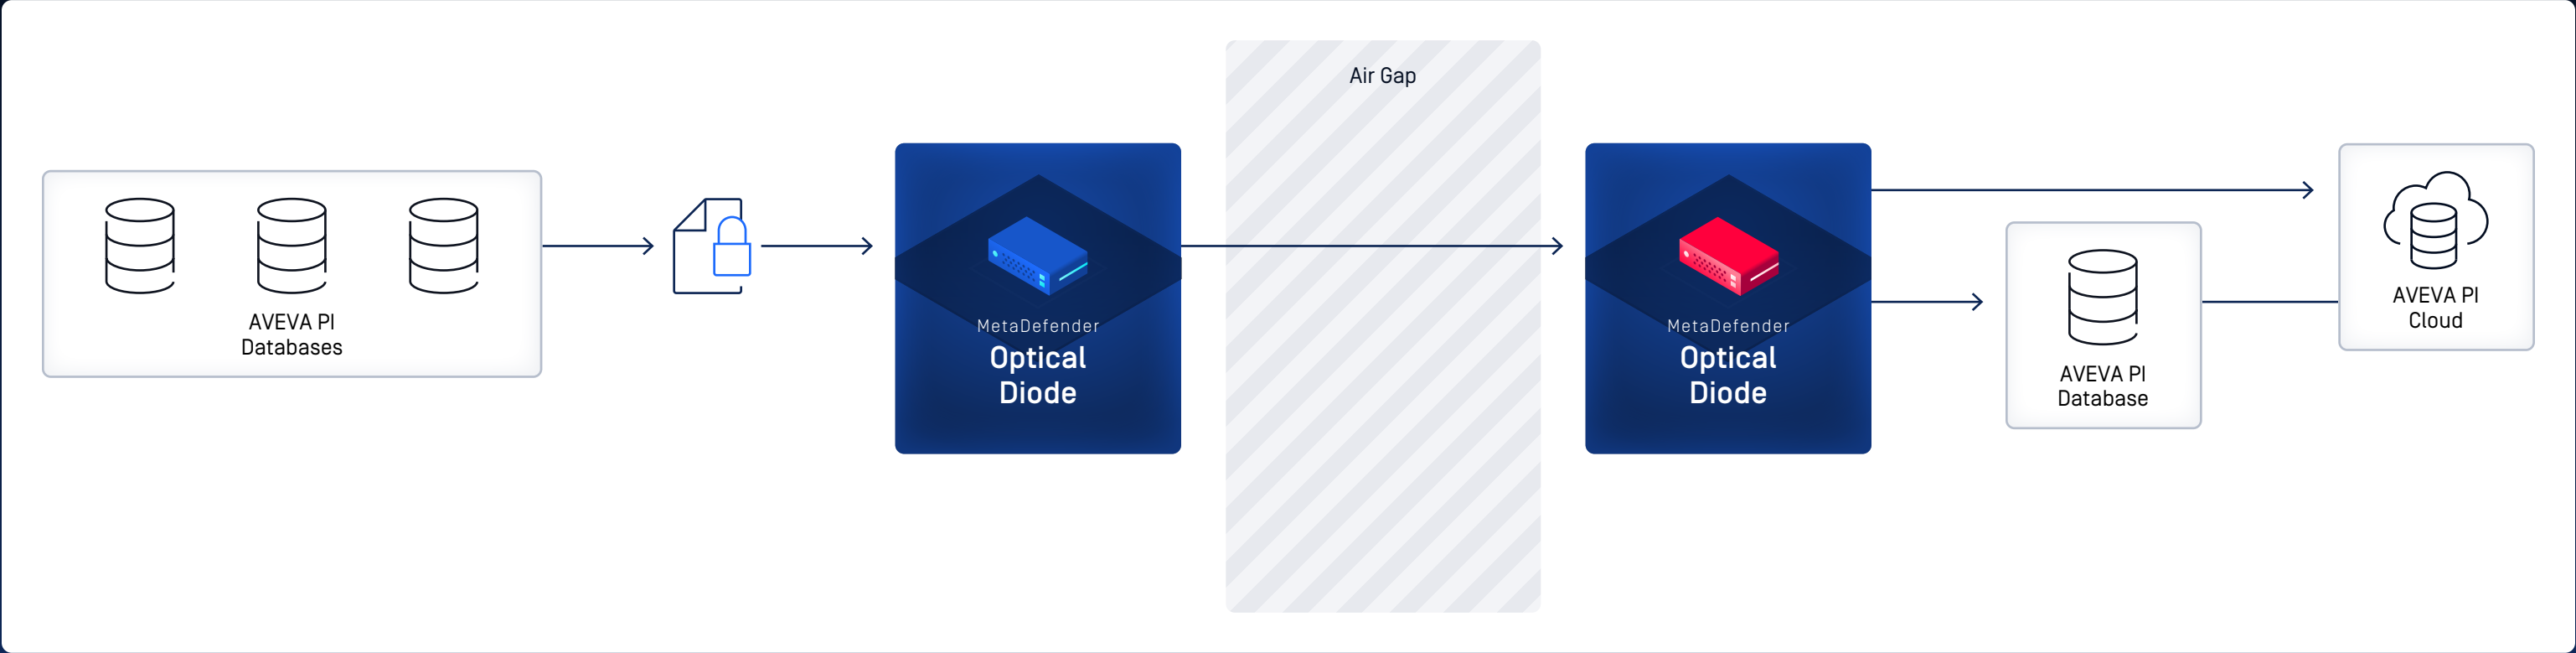 Air Gap
AVEVA PI
Databases
MetaDefender
Optical
Diode
MetaDefender
Optical
Diode
AVEVA PI
Database
AVEVA PI
Cloud